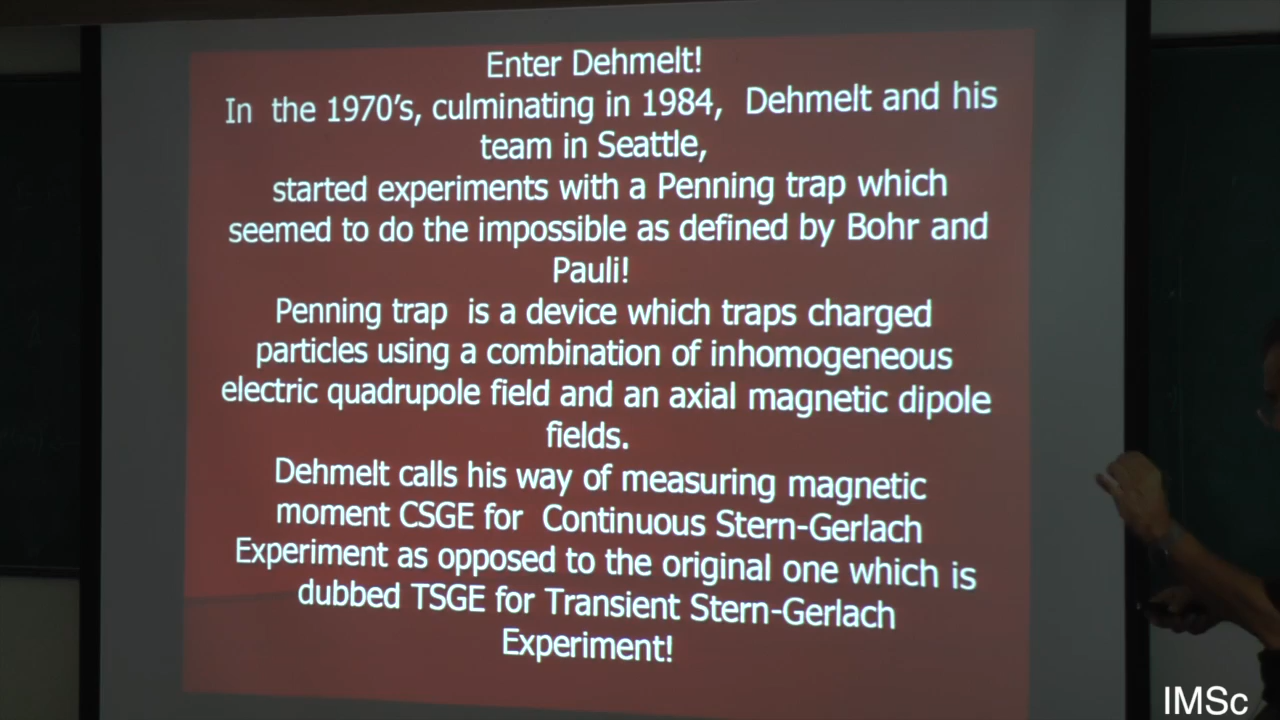 Enter Dehmelt!
In the 1970's, culminating in 1984, Dehmelt and his
team in Seattle,
started experiments with a Penning trap which
seemed to do the impossible as defined by Bohr and
Pauli!
Penning trap is a device which traps charged
particles using a combination of inhomogeneous
electric quadrupole field and an axial magnetic dipole
fields.
Dehmelt calls his way of measuring magnetic
moment CSGE for Continuous Stern-Gerlach
Experiment as opposed to the original one which is
dubbed TSGE for Transient Stern-Gerlach
Experiment!
IMSc